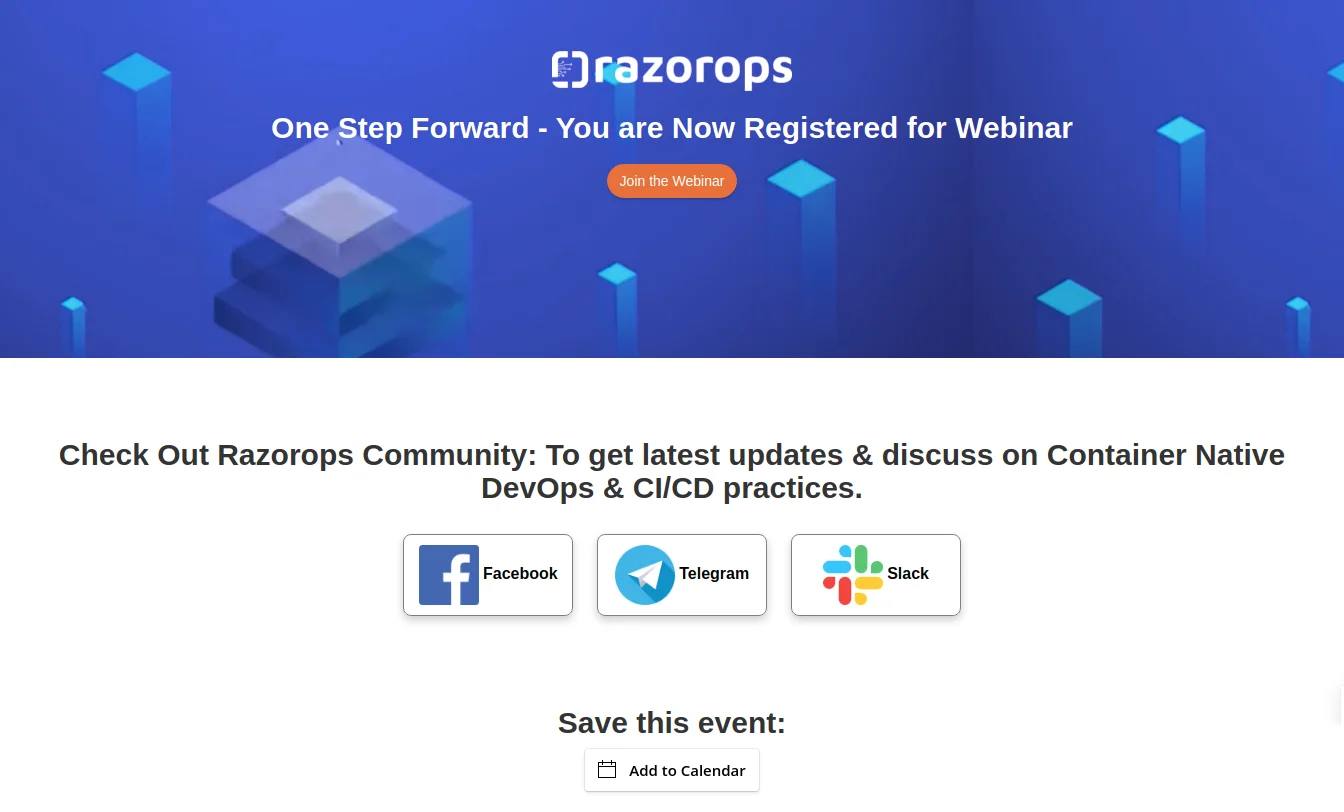 razorops
One Step Forward - You are Now Registered for Webinar
Join the Webinar
Check Out Razorops Community: To get latest updates & discuss on Container Native
DevOps & CI/CD practices.
Facebook
Telegram
Slack
Save this event:
Add to Calendar